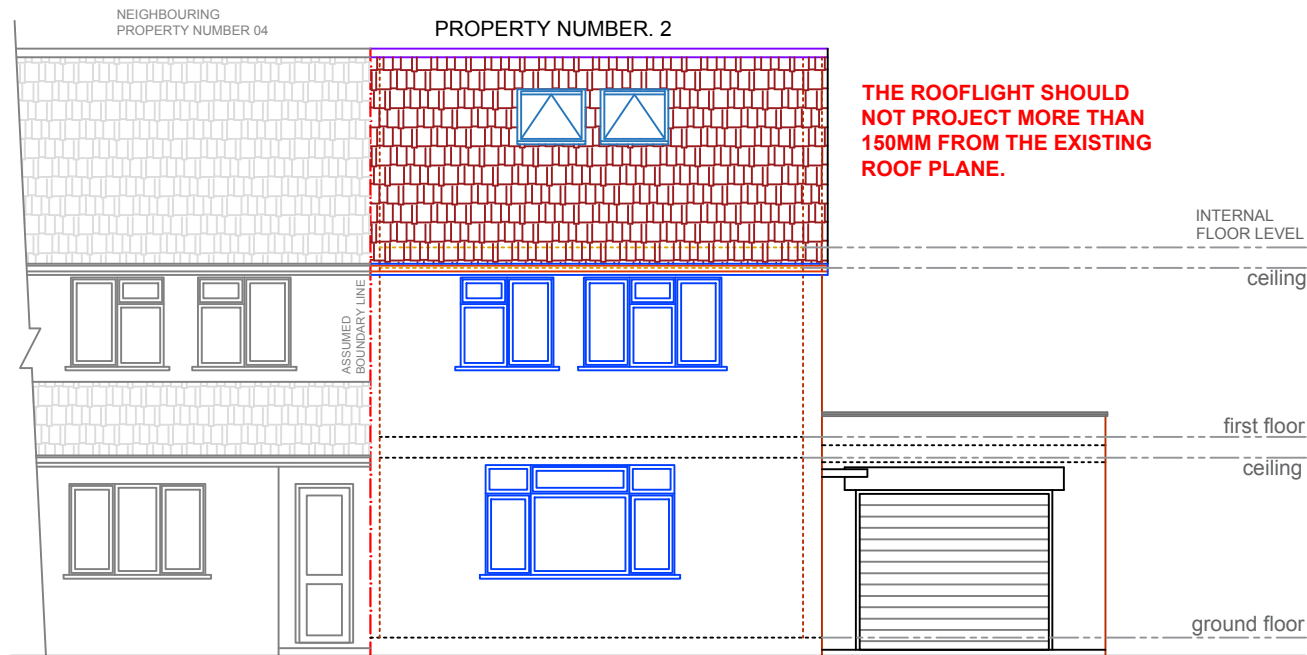 NEIGHBOURING
PROPERTY NUMBER 04
PROPERTY NUMBER. 2
THE ROOFLIGHT SHOULD
NOT PROJECT MORE THAN
150MM FROM THE EXISTING
ROOF PLANE.
INTERNAL
FLOOR LEVEL
ceiling
ASSUMED
BOUNDARY LINE
first floor
ceiling
ground floor